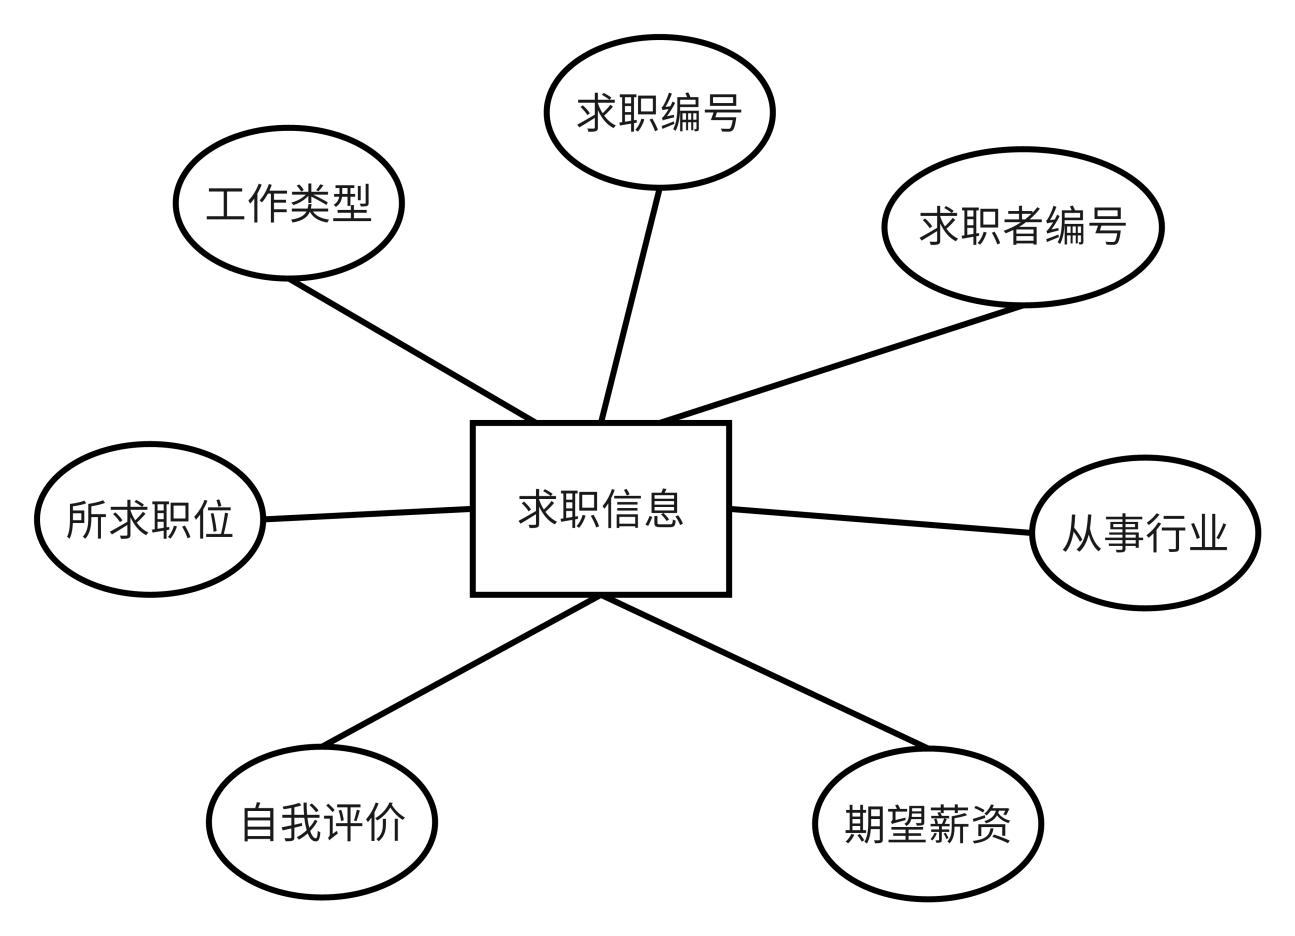 求职编号
工作类型
求职者编号
求职信息
所求职位
从事行业
自我评价
期望薪资